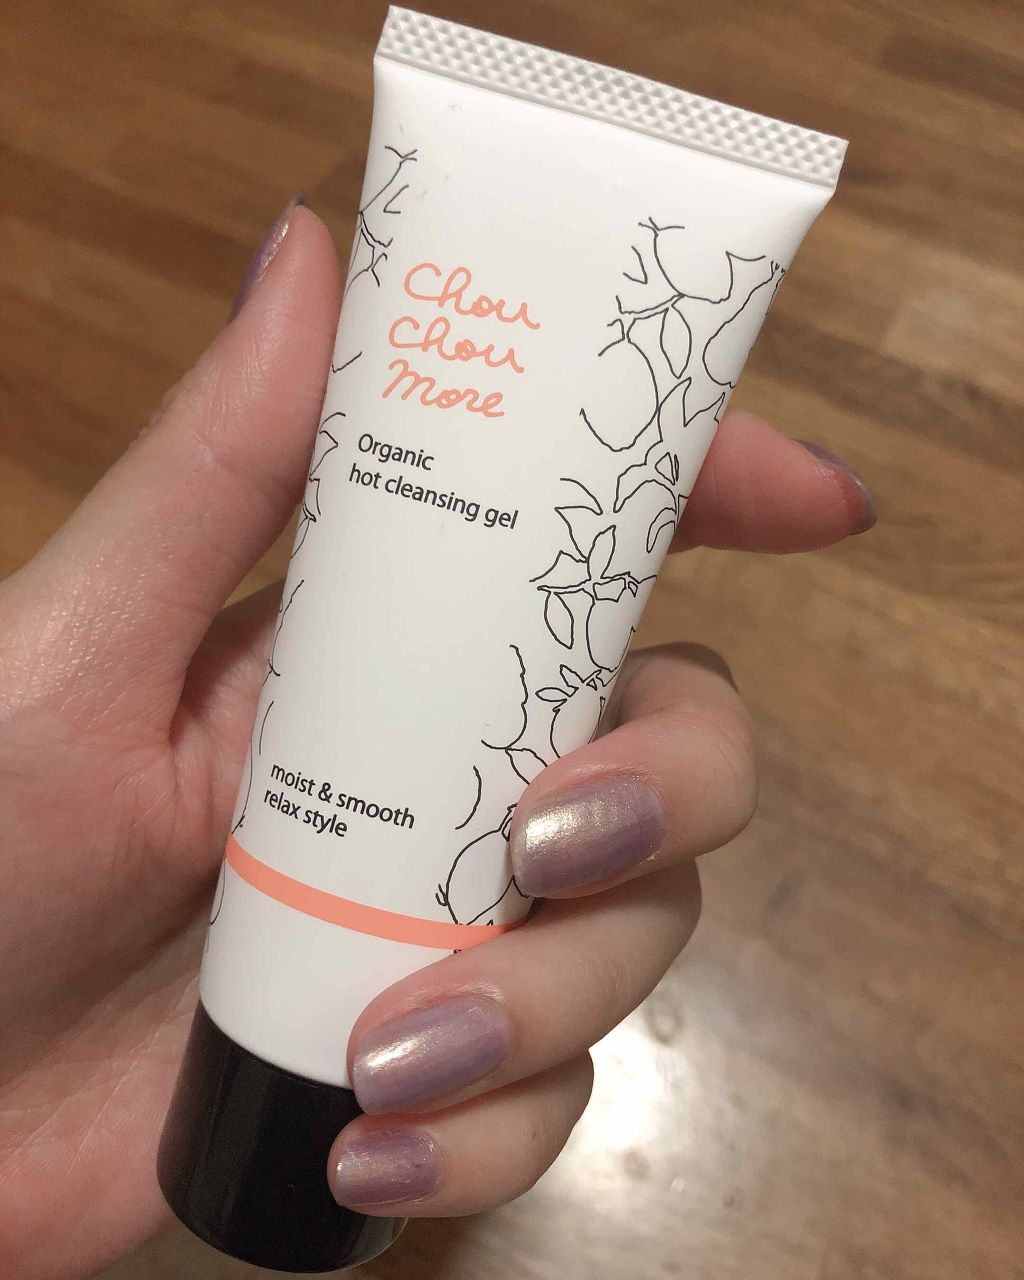 Chou
Chou
More
Organic
hot cleansing gel
moist & smooth
relax style